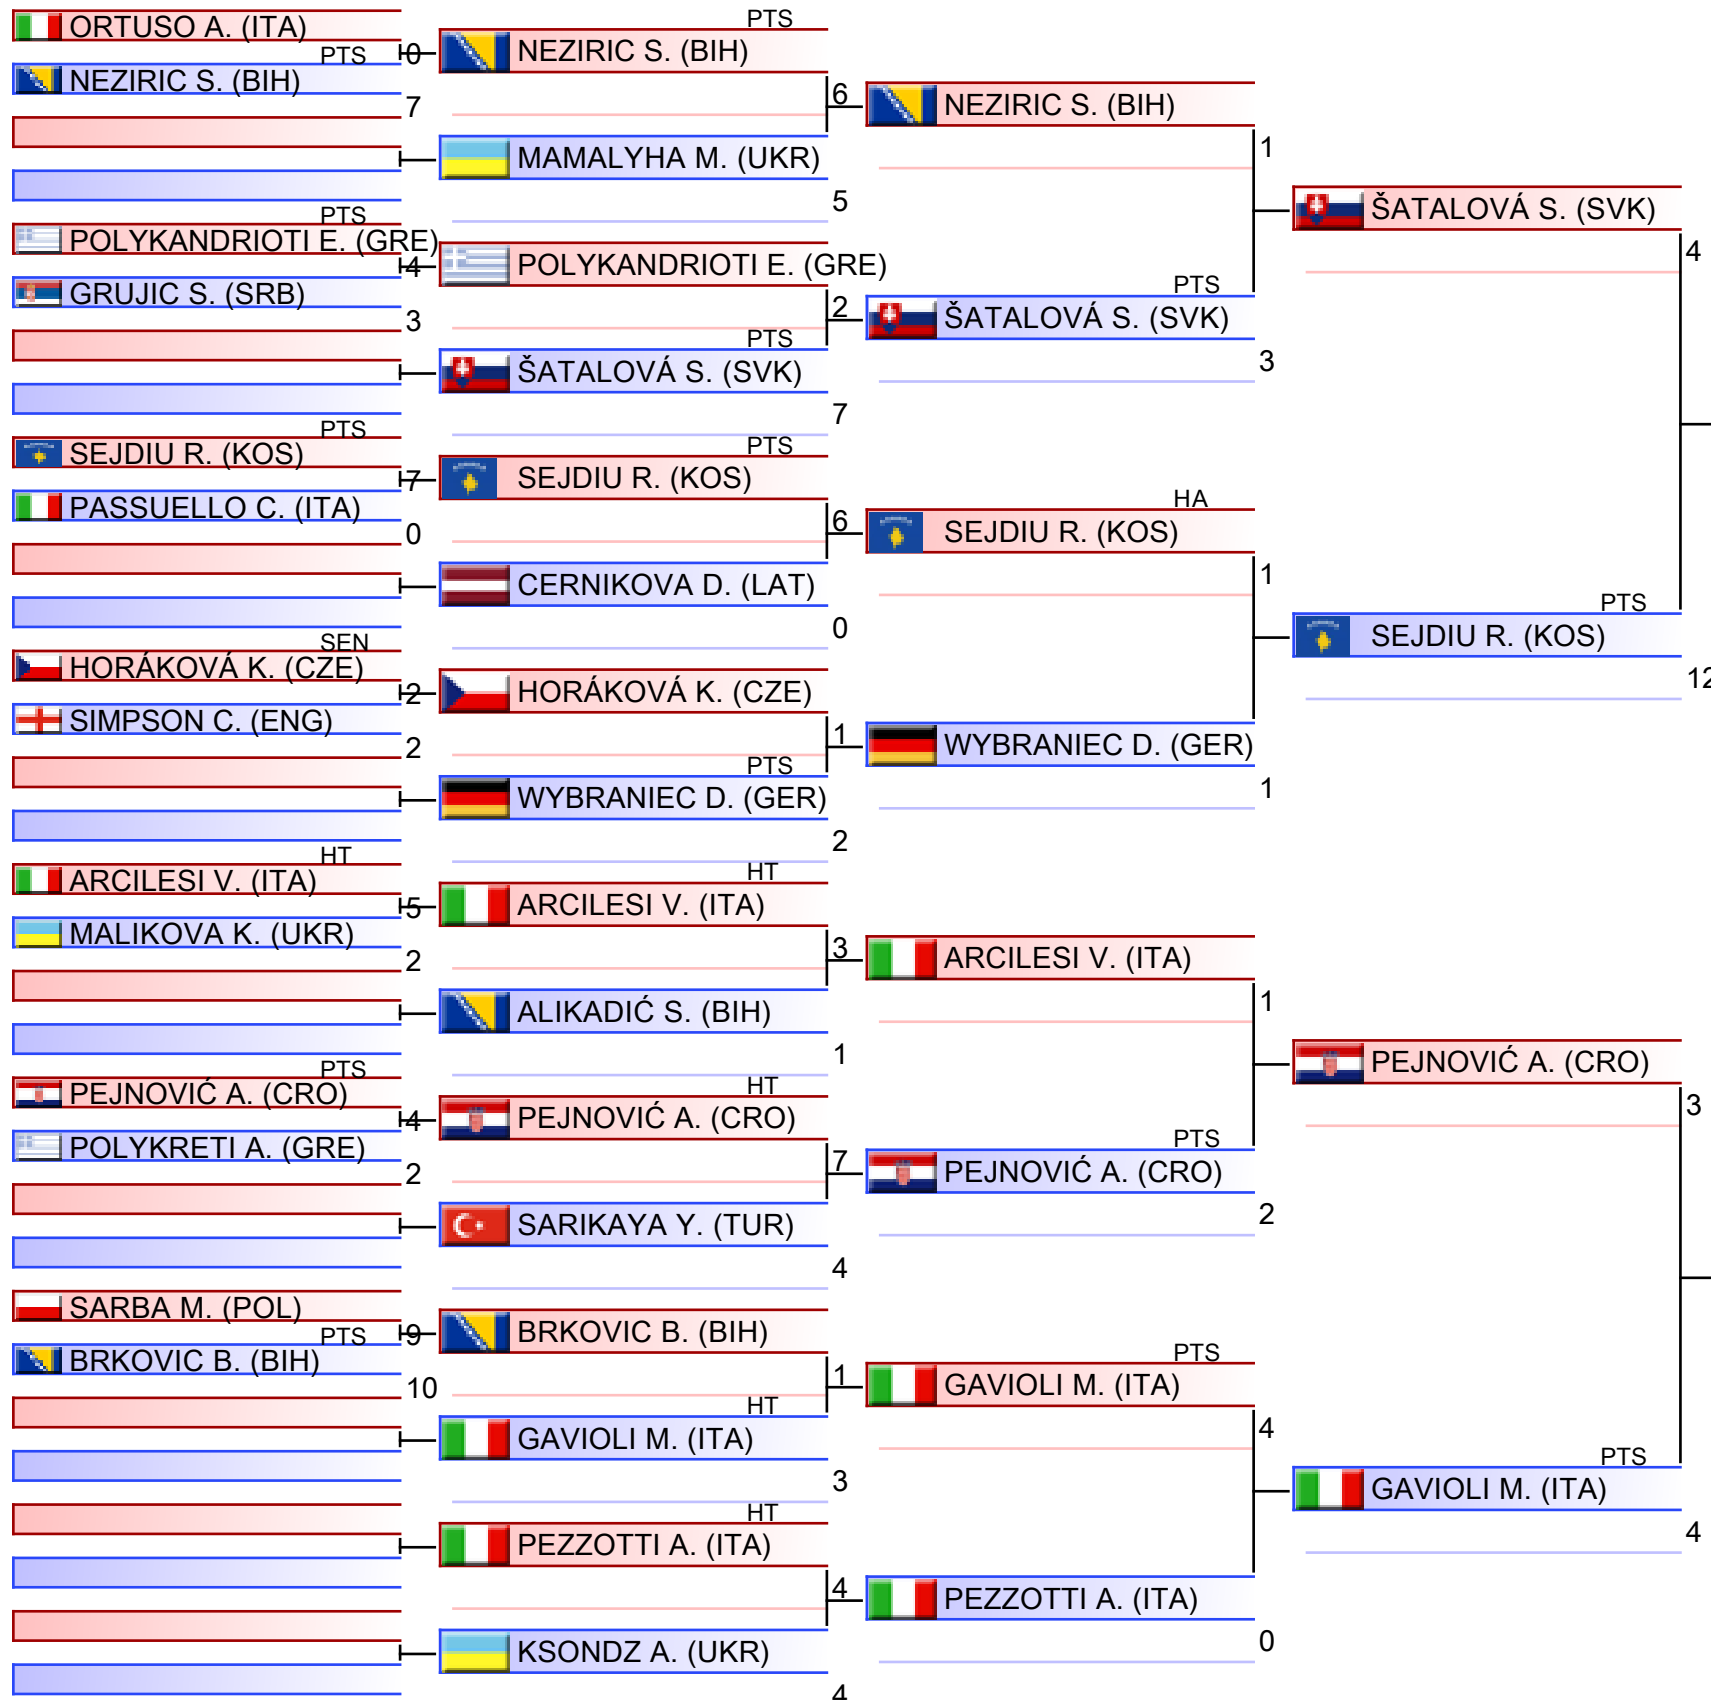 ORTUSO A. (ITA)
PTS
0
NEZIRIC S. (BIH)
7
PTS
POLYKANDRIOTI E. (GRE)
4
GRUJIC S. (SRB)
3
PTS
SEJDIU R. (KOS)
7
PASSUELLO C. (ITA)
0
SEN
HORÁKOVÁ K. (CZE)
2
SIMPSON C. (ENG)
2
HT
ARCILESI V. (ITA)
5
MALIKOVA K. (UKR)
2
PTS
PEJNOVIĆ A. (CRO)
4
POLYKRETI A. (GRE)
2
SARBA M. (POL)
PTS
9
BRKOVIC B. (BIH)
10
PTS
NEZIRIC S. (BIH)
6
MAMALYHA M. (UKR)
5
POLYKANDRIOTI E. (GRE)
2
PTS
ŠATALOVÁ S. (SVK)
7
PTS
SEJDIU R. (KOS)
6
CERNIKOVA D. (LAT)
0
HORÁKOVÁ K. (CZE)
1
PTS
WYBRANIEC D. (GER)
2
HT
ARCILESI V. (ITA)
3
ALIKADIĆ S. (BIH)
1
HT
PEJNOVIĆ A. (CRO)
7
SARIKAYA Y. (TUR)
4
BRKOVIC B. (BIH)
1
HT
GAVIOLI M. (ITA)
3
HT
PEZZOTTI A. (ITA)
4
KSONDZ A. (UKR)
4
NEZIRIC S. (BIH)
1
PTS
ŠATALOVÁ S. (SVK)
3
HA
SEJDIU R. (KOS)
1
WYBRANIEC D. (GER)
1
ARCILESI V. (ITA)
1
PTS
PEJNOVIĆ A. (CRO)
2
PTS
GAVIOLI M. (ITA)
4
PEZZOTTI A. (ITA)
0
ŠATALOVÁ S. (SVK)
4
PTS
SEJDIU R. (KOS)
12
PEJNOVIĆ A. (CRO)
3
PTS
GAVIOLI M. (ITA)
4